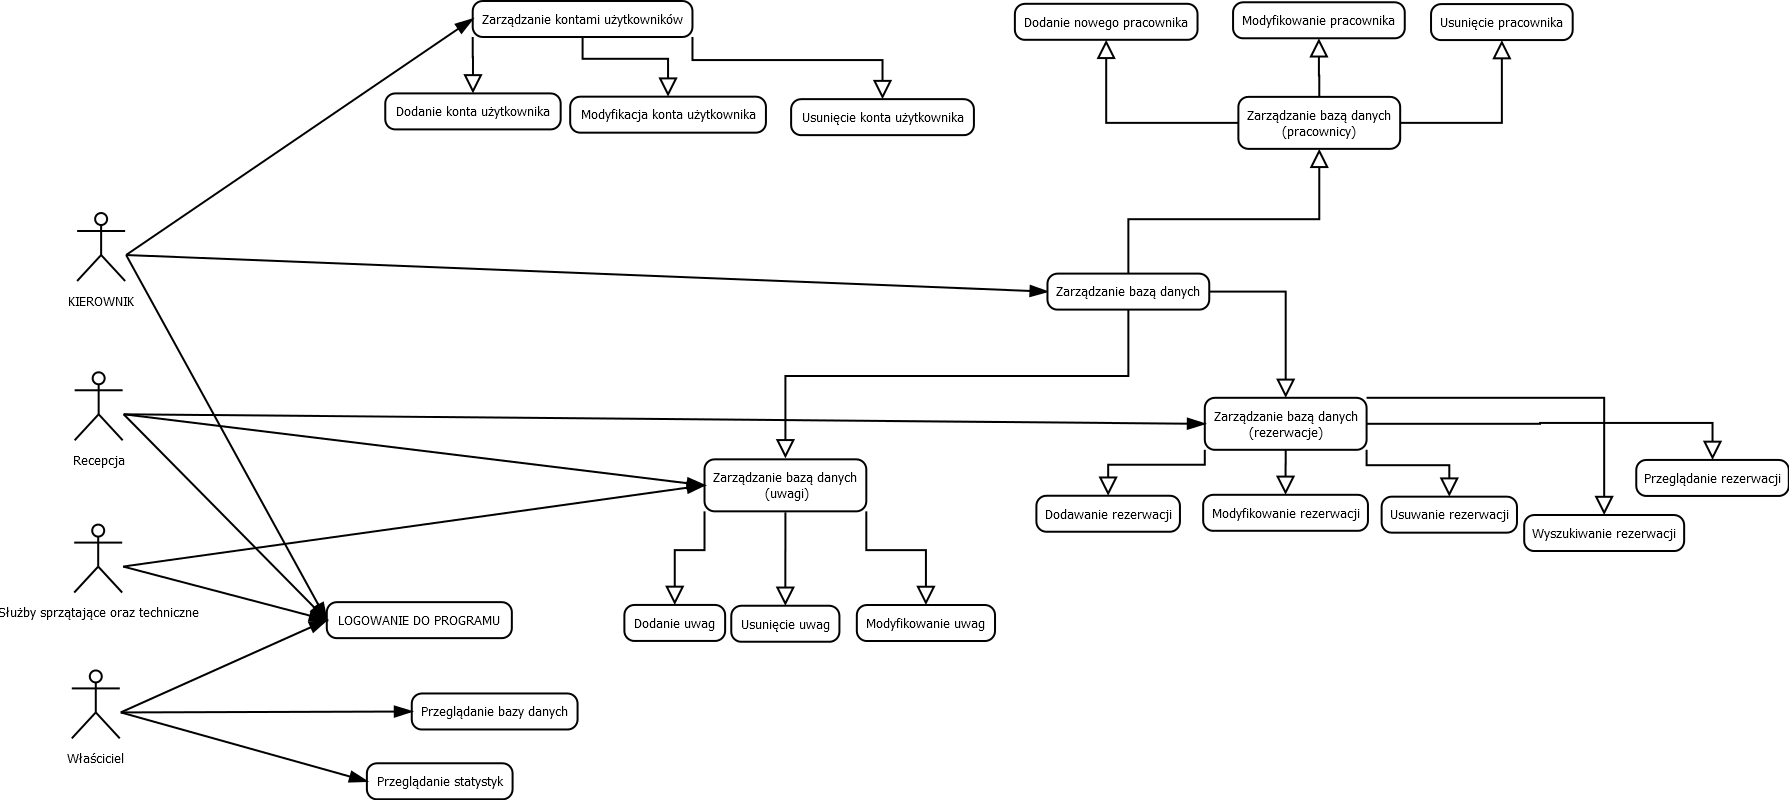 Zarządzanie kontami użytkowników
Dodanie nowego pracownika
Modyfikowanie pracownika
Usunięcie pracownika
Dodanie konta użytkownika
Modyfikacja konta użytkownika
Usunięcie konta użytkownika
Zarządzanie bazą danych
(pracownicy)
KIEROWNIK
Zarządzanie bazą danych
Recepcja
Zarządzanie bazą danych
(rezerwacje)
Zarządzanie bazą danych
(uwagi)
Przeglądanie rezerwacji
Dodawanie rezerwacji
Modyfikowanie rezerwacji
Usuwanie rezerwacji
Wyszukiwanie rezerwacji
Służby sprzątające oraz techniczne
LOGOWANIE DO PROGRAMU
Dodanie uwag
Usunięcie uwag
Modyfikowanie uwag
Właściciel
Przeglądanie bazy danych
Przeglądanie statystyk